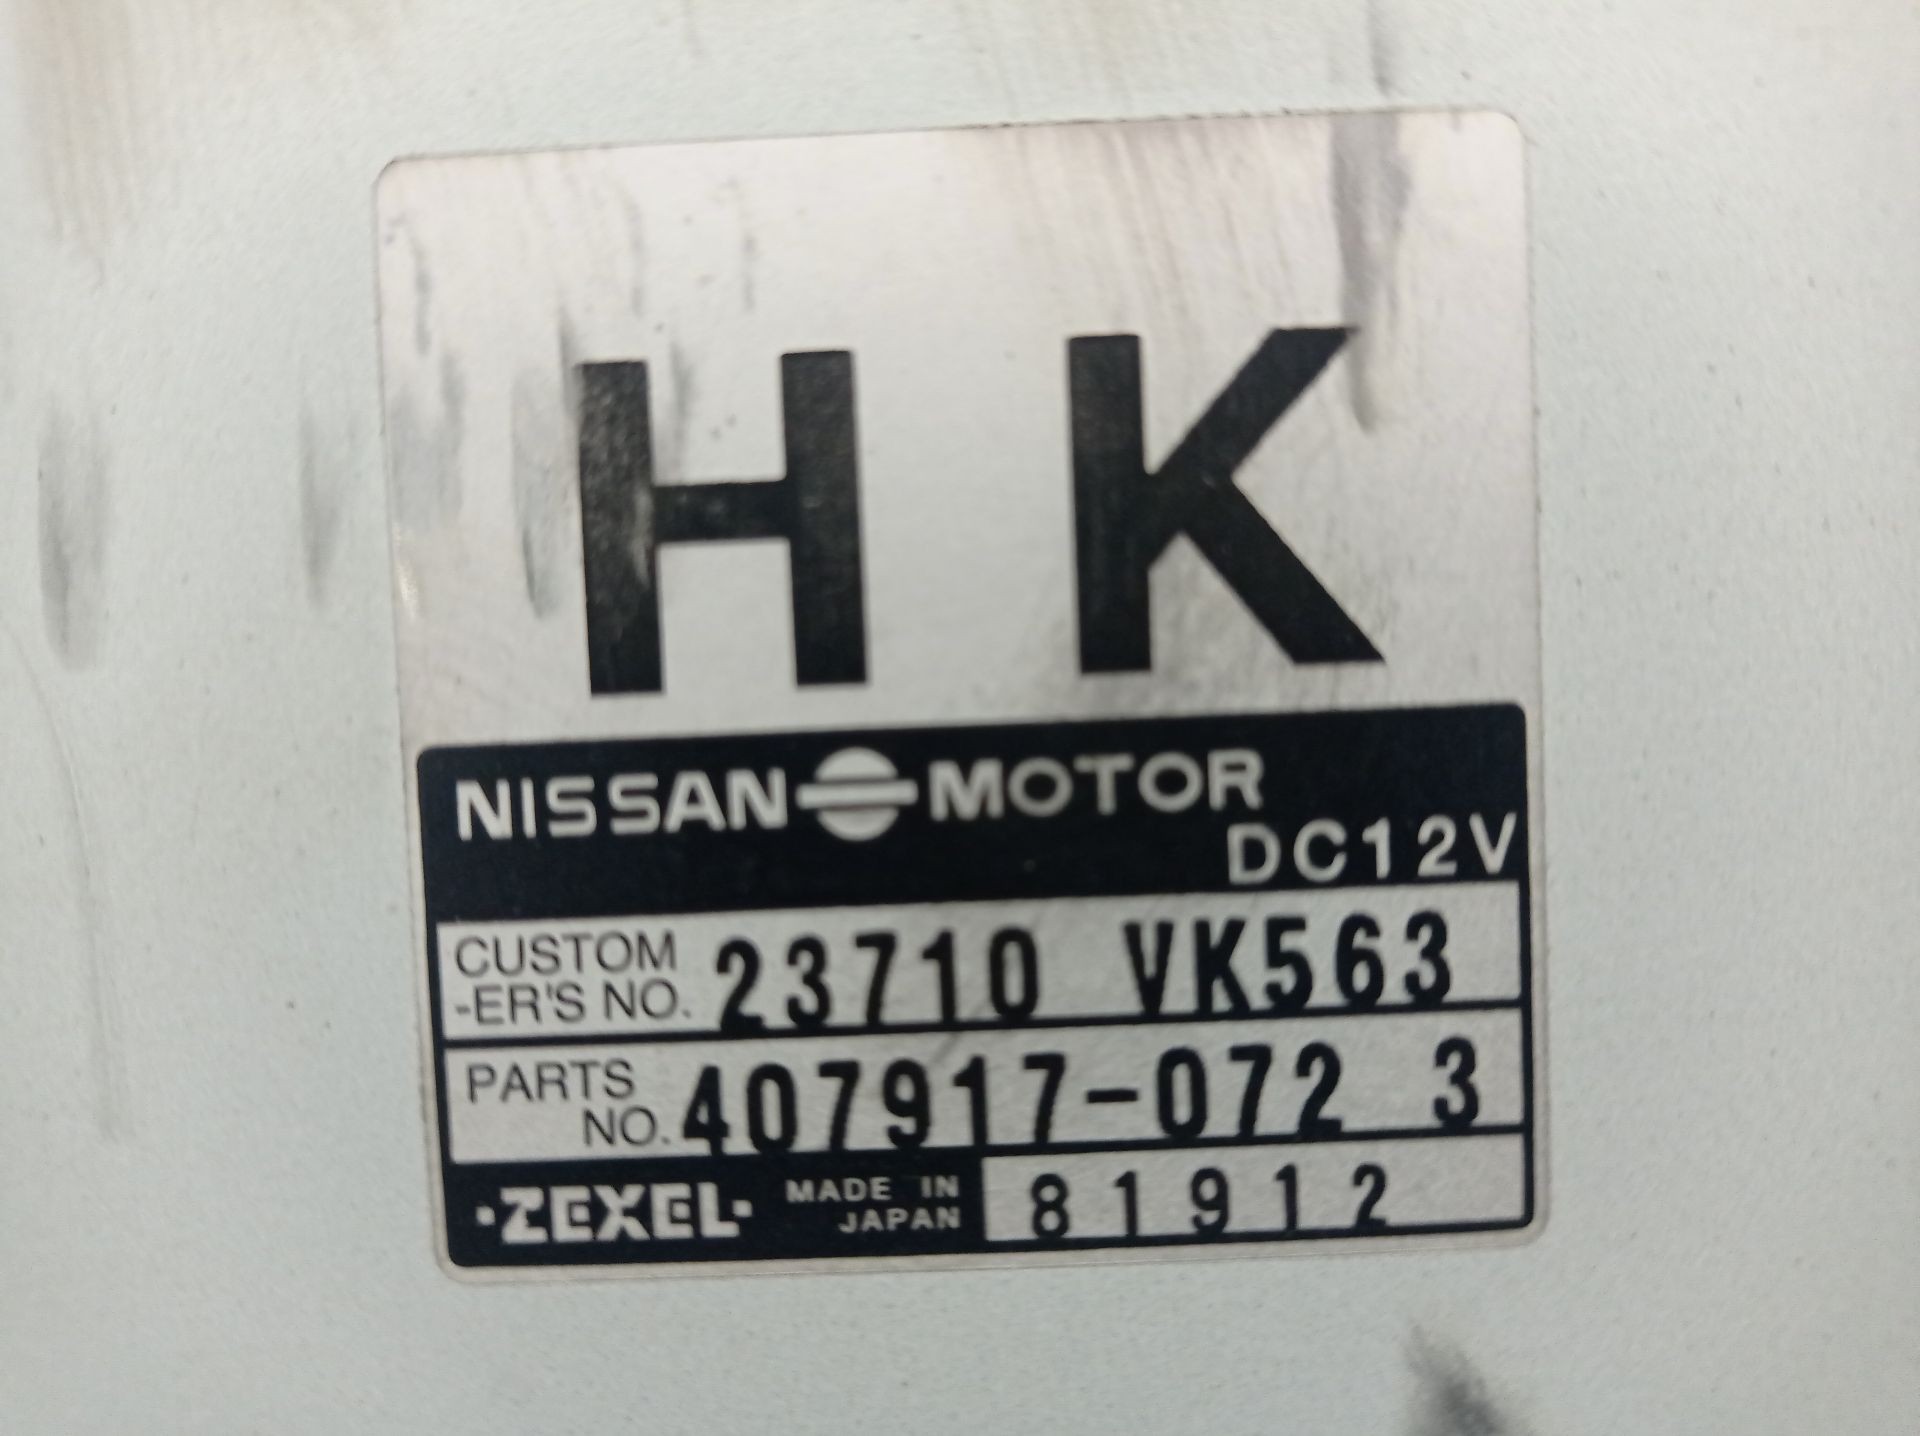 H K
NISSAN MOTOR
DC12V
CUSTOM
-ER'S NO. 23710 VK563
PARTS
NO. 407917-072 3
·ZEXEL· MADE IN
JAPAN 81912